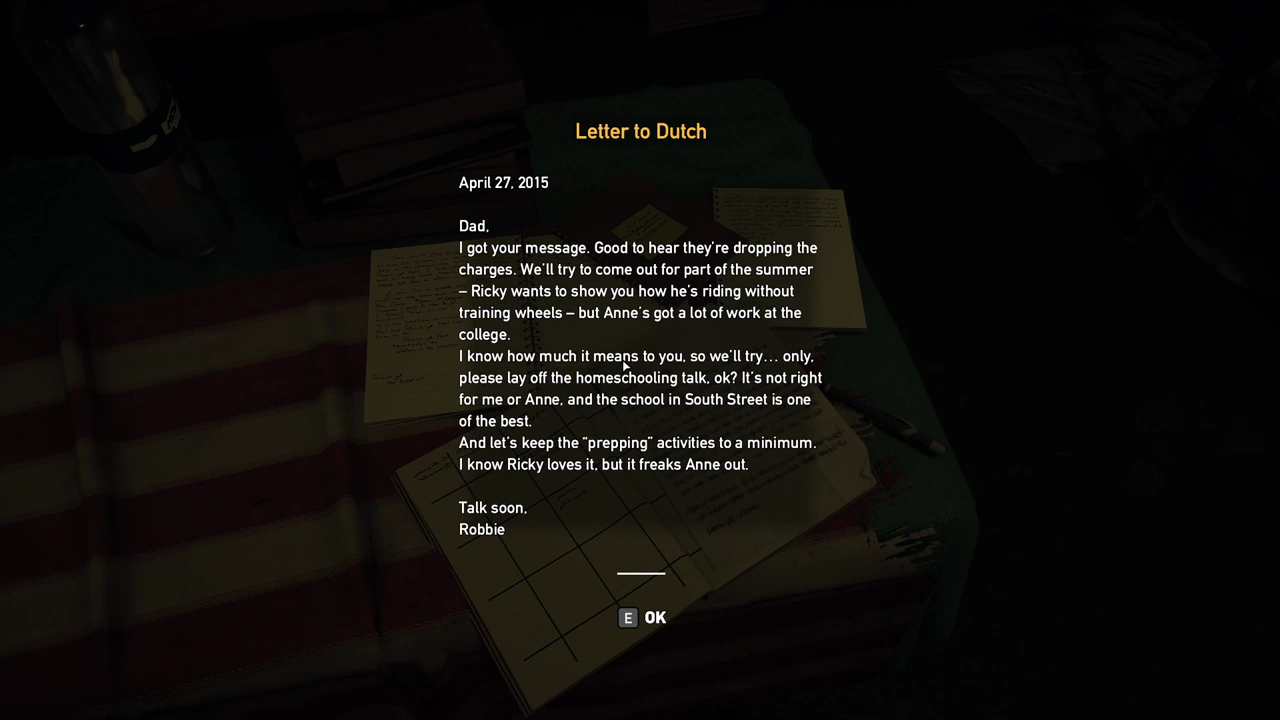 Letter to Dutch
April 27, 2015
Dad,
I got your message. Good to hear they're dropping the
charges. We'll try to come out for part of the summer
– Ricky wants to show you how he's riding without
training wheels – but Anne's got a lot of work at the
college.
I know how much it means to you, so we'll try... only,
please lay off the homeschooling talk, ok? It's not right
for me or Anne, and the school in South Street is one
of the best.
And let's keep the “prepping” activities to a minimum.
I know Ricky loves it, but it freaks Anne out.
Talk soon,
Robbie
E OK